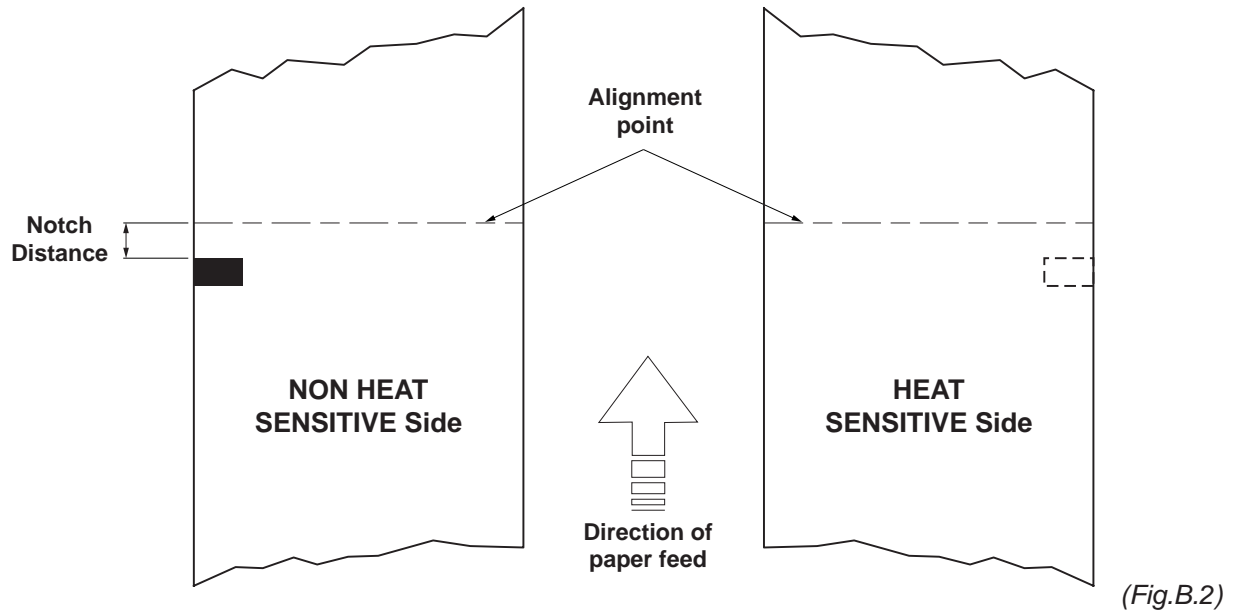 Alignment
point
Notch
Distance
NON HEAT
SENSITIVE Side
HEAT
SENSITIVE Side
Direction of
paper feed
(Fig.B.2)